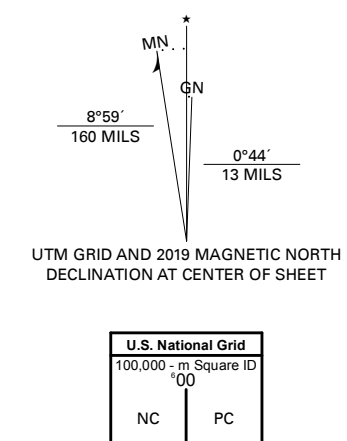 ★
MN
GN
8°59´
160 MILS
0°44´
13 MILS
UTM GRID AND 2019 MAGNETIC NORTH
DECLINATION AT CENTER OF SHEET
U.S. National Grid
100,000 - m Square ID
⁶00
NC PC